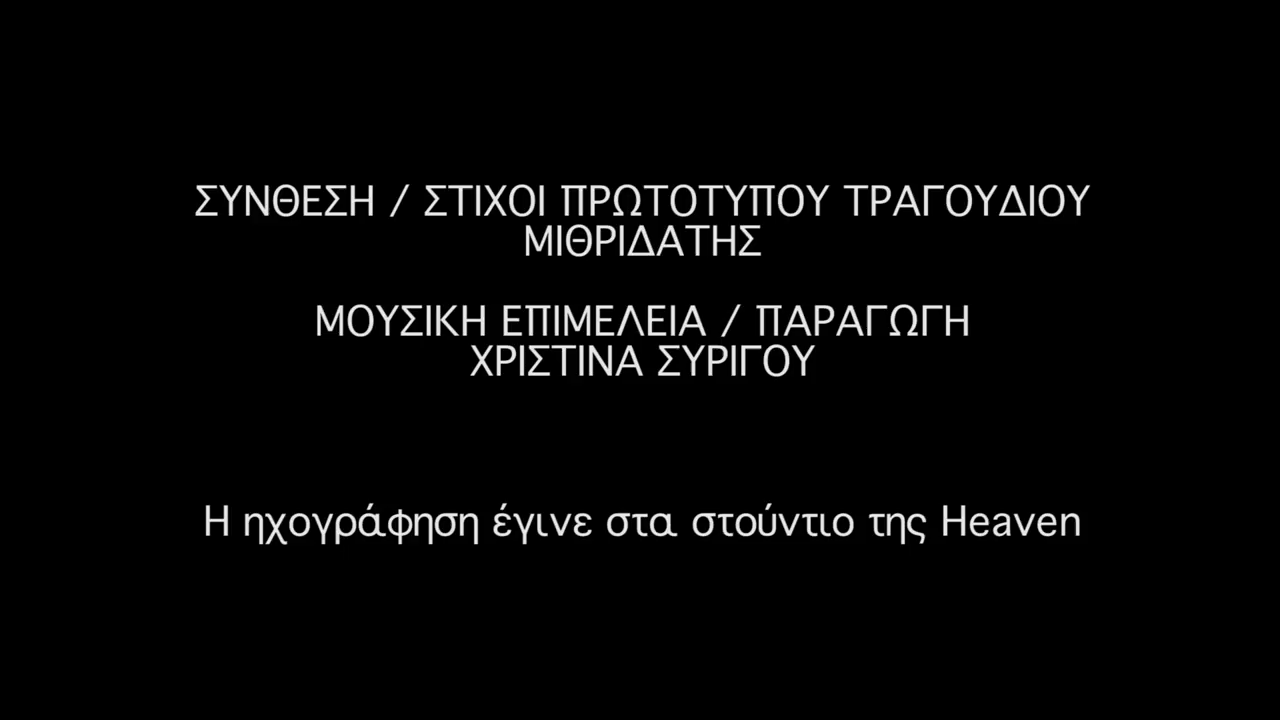 ΣΥΝΘΕΣΗ / ΣΤΙΧΟΙ ΠΡΩΤΟΤΥΠΟΥ ΤΡΑΓΟΥΔΙΟΥ
ΜΙΘΡΙΔΑΤΗΣ
ΜΟΥΣΙΚΗ ΕΠΙΜΕΛΕΙΑ / ΠΑΡΑΓΩΓΗ
ΧΡΙΣΤΙΝΑ ΣΥΡΙΓΟΥ
Η ηχογράφηση έγινε στα στούντιο της Heaven